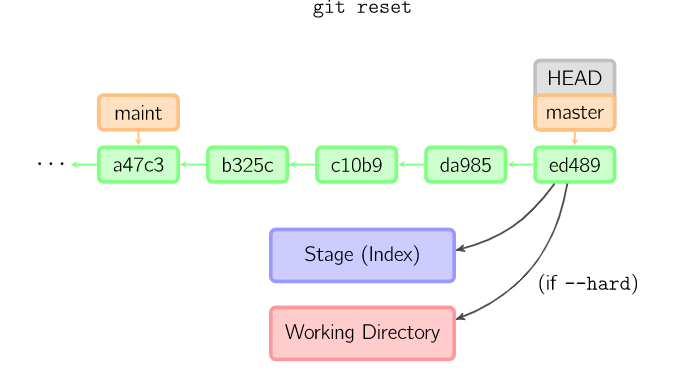 git reset
HEAD
maint
master
...
a47c3
b325c
c10b9
da985
ed489
Stage (Index)
(if --hard)
Working Directory